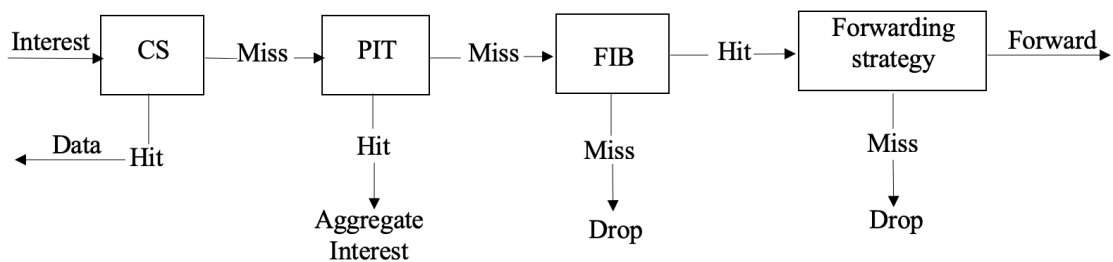 Interest
CS
Miss
PIT
Miss
FIB
Hit
Forwarding
strategy
Forward
Data
Hit
Hit
Miss
Miss
Aggregate
Interest
Drop
Drop